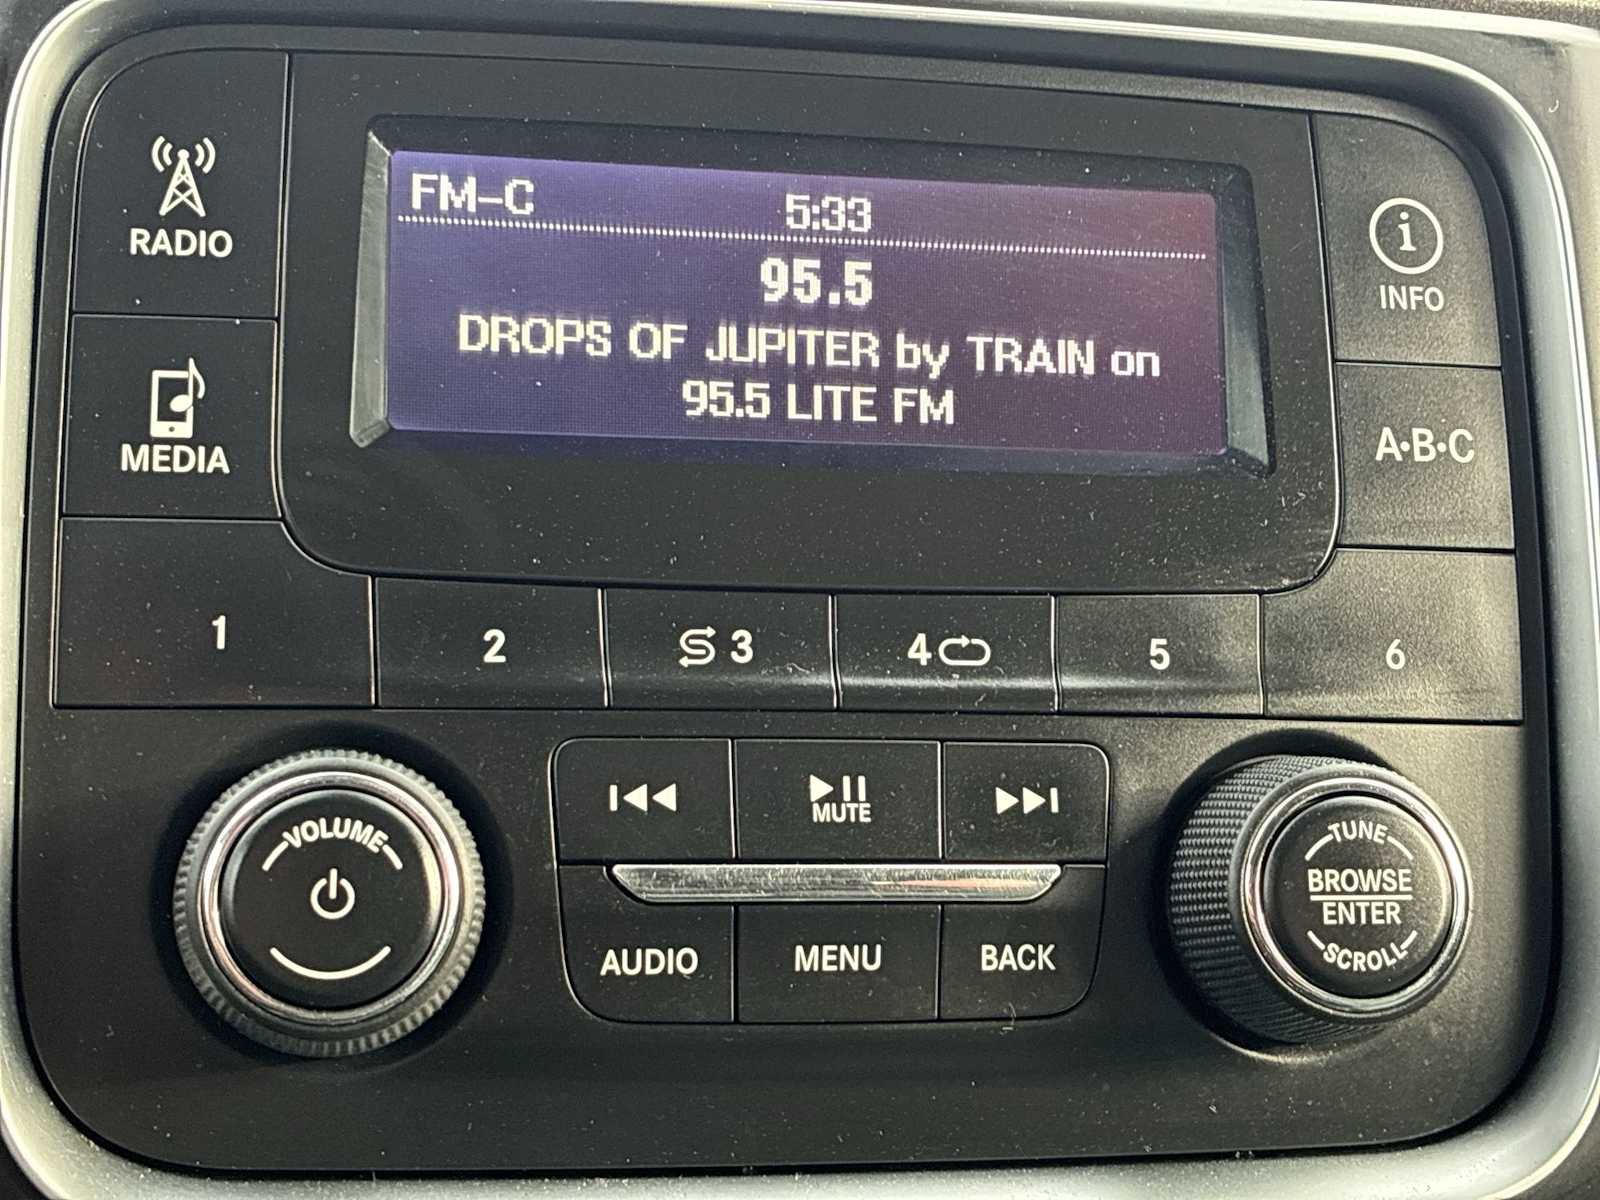 FM-C
5:33
95.5
DROPS OF JUPITER by TRAIN on
95.5 LITE FM
RADIO
MEDIA
INFO
A•B•C
1
2
3
4
5
6
VOLUME
MUTE
AUDIO
MENU
BACK
TUNE
BROWSE
ENTER
SCROLL